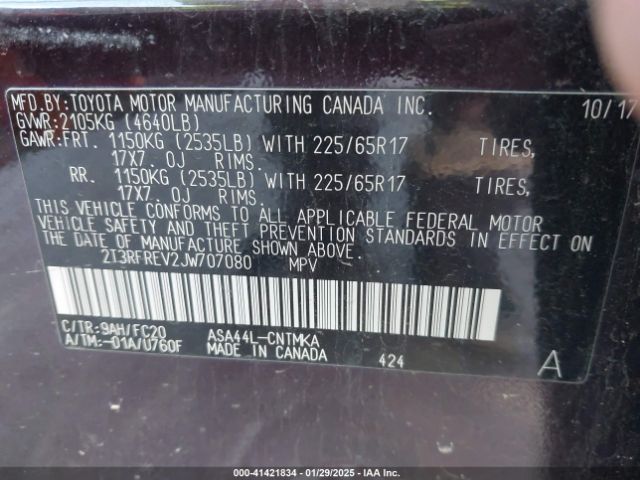 MFD.BY:TOYOTA MOTOR MANUFACTURING CANADA INC. 10/17
GVWR:2105KG (4640LB)
GAWR:FRT. 1150KG (2535LB) WITH 225/65R17 TIRES,
17X7.0J RIMS.
RR. 1150KG (2535LB) WITH 225/65R17 TIRES,
17X7.0J RIMS.
THIS VEHICLE CONFORMS TO ALL APPLICABLE FEDERAL MOTOR
VEHICLE SAFETY AND THEFT PREVENTION STANDARDS IN EFFECT ON
THE DATE OF MANUFACTURE SHOWN ABOVE.
2T3RFREV2JW707080 MPV
C/TR:9AH/FC20 ASA44L-CNTMKA
A/TM:-01A/U760F MADE IN CANADA 424 A
000-41421834 - 01/29/2025 - IAA Inc.